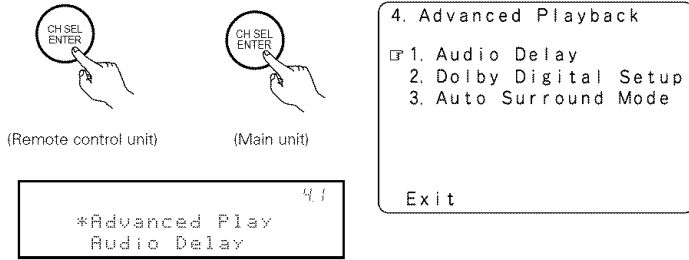 CH SEL
ENTER
CH SEL
ENTER
(Remote control unit)
(Main unit)
4.1
*Advanced Play
Audio Delay
4. Advanced Playback
☞1. Audio Delay
2. Dolby Digital Setup
3. Auto Surround Mode
Exit